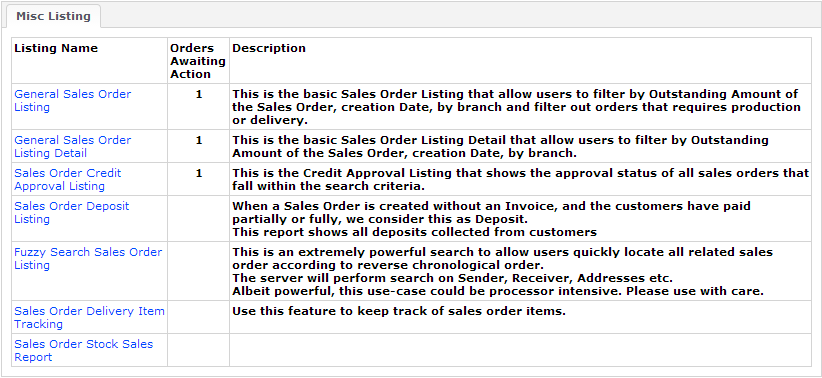 Misc Listing
Listing Name
Orders
Awaiting
Action
Description
General Sales Order
Listing
1
This is the basic Sales Order Listing that allow users to filter by Outstanding Amount of
the Sales Order, creation Date, by branch and filter out orders that requires production
or delivery.
General Sales Order
Listing Detail
1
This is the basic Sales Order Listing Detail that allow users to filter by Outstanding
Amount of the Sales Order, creation Date, by branch.
Sales Order Credit
Approval Listing
1
This is the Credit Approval Listing that shows the approval status of all sales orders that
fall within the search criteria.
Sales Order Deposit
Listing
When a Sales Order is created without an Invoice, and the customers have paid
partially or fully, we consider this as Deposit.
This report shows all deposits collected from customers
Fuzzy Search Sales Order
Listing
This is an extremely powerful search to allow users quickly locate all related sales
order according to reverse chronological order.
The server will perform search on Sender, Receiver, Addresses etc.
Albeit powerful, this use-case could be processor intensive. Please use with care.
Sales Order Delivery Item
Tracking
Use this feature to keep track of sales order items.
Sales Order Stock Sales
Report